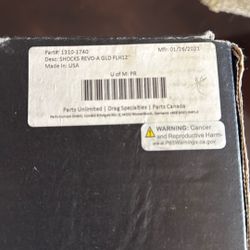 Part#: 1310-1740
Mfr: 01/16/2021
Desc: SHOCKS REVO-A GLD FLH12"
Made In: USA
U of M: PR
Parts Unlimited | Drag Specialties | Parts Canada
WARNING: Cancer
and Reproductive Harm-
www.P65Warnings.ca.gov